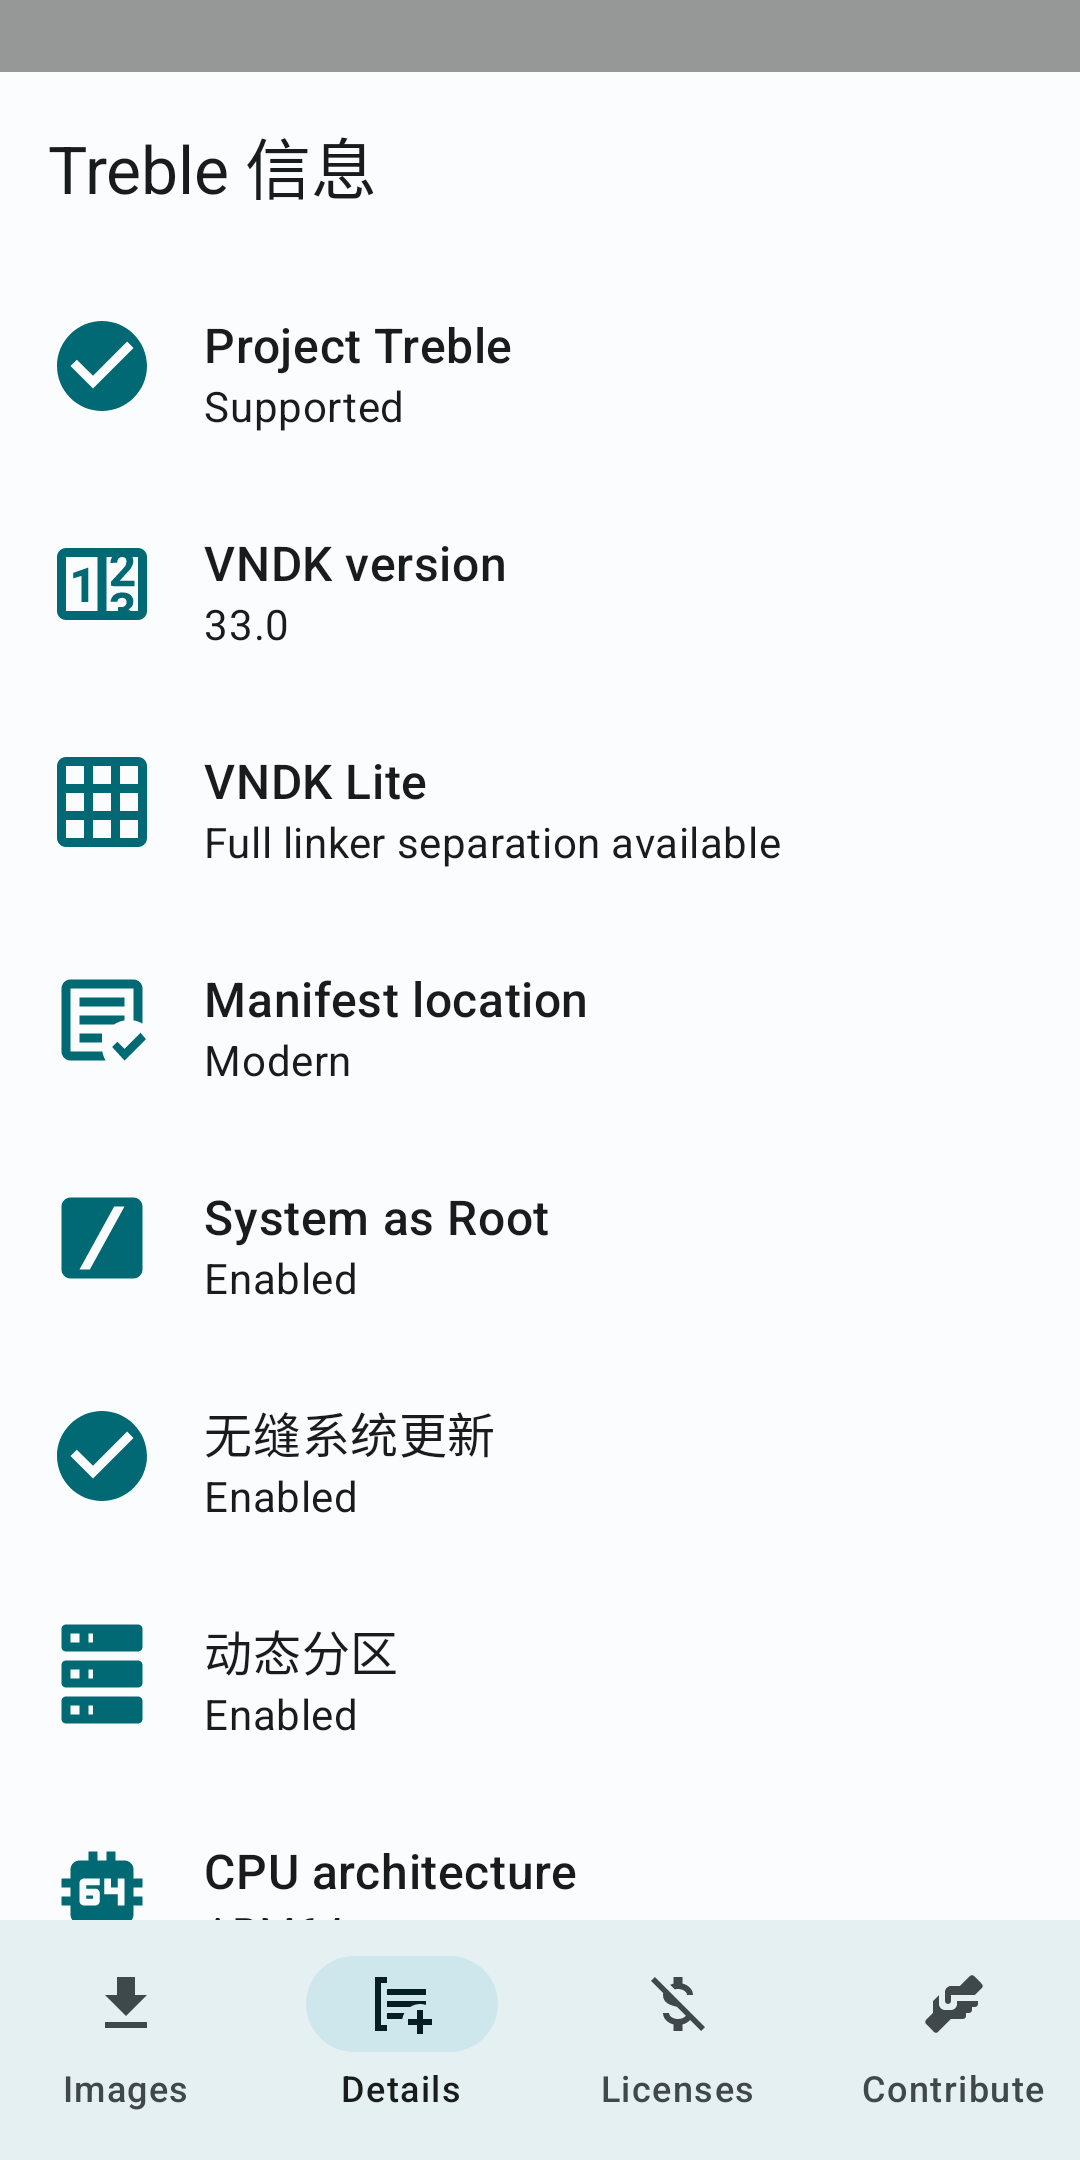 Treble 信息
Project Treble
Supported
VNDK version
33.0
VNDK Lite
Full linker separation available
Manifest location
Modern
System as Root
Enabled
无缝系统更新
Enabled
动态分区
Enabled
CPU architecture
Images
Details
Licenses
Contribute